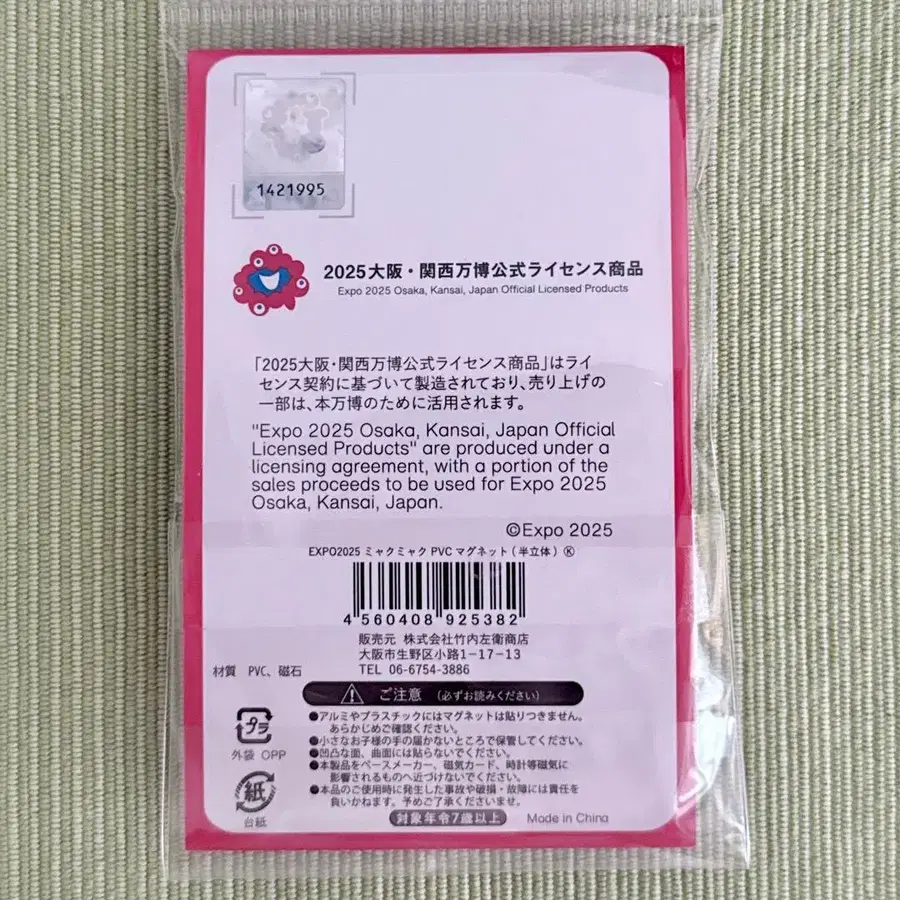 1421995
2025大阪・関西万博公式ライセンス商品
Expo 2025 Osaka, Kansai, Japan Official Licensed Products
「2025大阪・関西万博公式ライセンス商品」はライ
センス契約に基づいて製造されており、売り上げの
一部は、本万博のために活用されます。
"Expo 2025 Osaka, Kansai, Japan Official
Licensed Products" are produced under a
licensing agreement, with a portion of the
sales proceeds to be used for Expo 2025
Osaka, Kansai, Japan.
©Expo 2025
EXPO2025 ミャクミャク PVC マグネット(半立体) Ⓚ
4 560408 925382
販売元 株式会社竹内左衛商店
大阪市生野区小路1-17-13
TEL 06-6754-3886
材質 PVC、磁石
ご注意 (必ずお読みください)
●アルミやプラスチックにはマグネットは貼りつきません。
あらかじめご確認ください。
●小さなお子様の手の届かないところで保管してください。
●凹凸な面、曲面には貼らないでください。
●本製品をペースメーカー、磁気カード、時計等磁気に
影響されるものへ近づけないでください。
●本品のご使用時に発生した事故や破損・故障には責任を
負いかねます。予めご了承くださいませ。
プラ
外袋 OPP
紙
台紙
対象年令7歳以上
Made in China